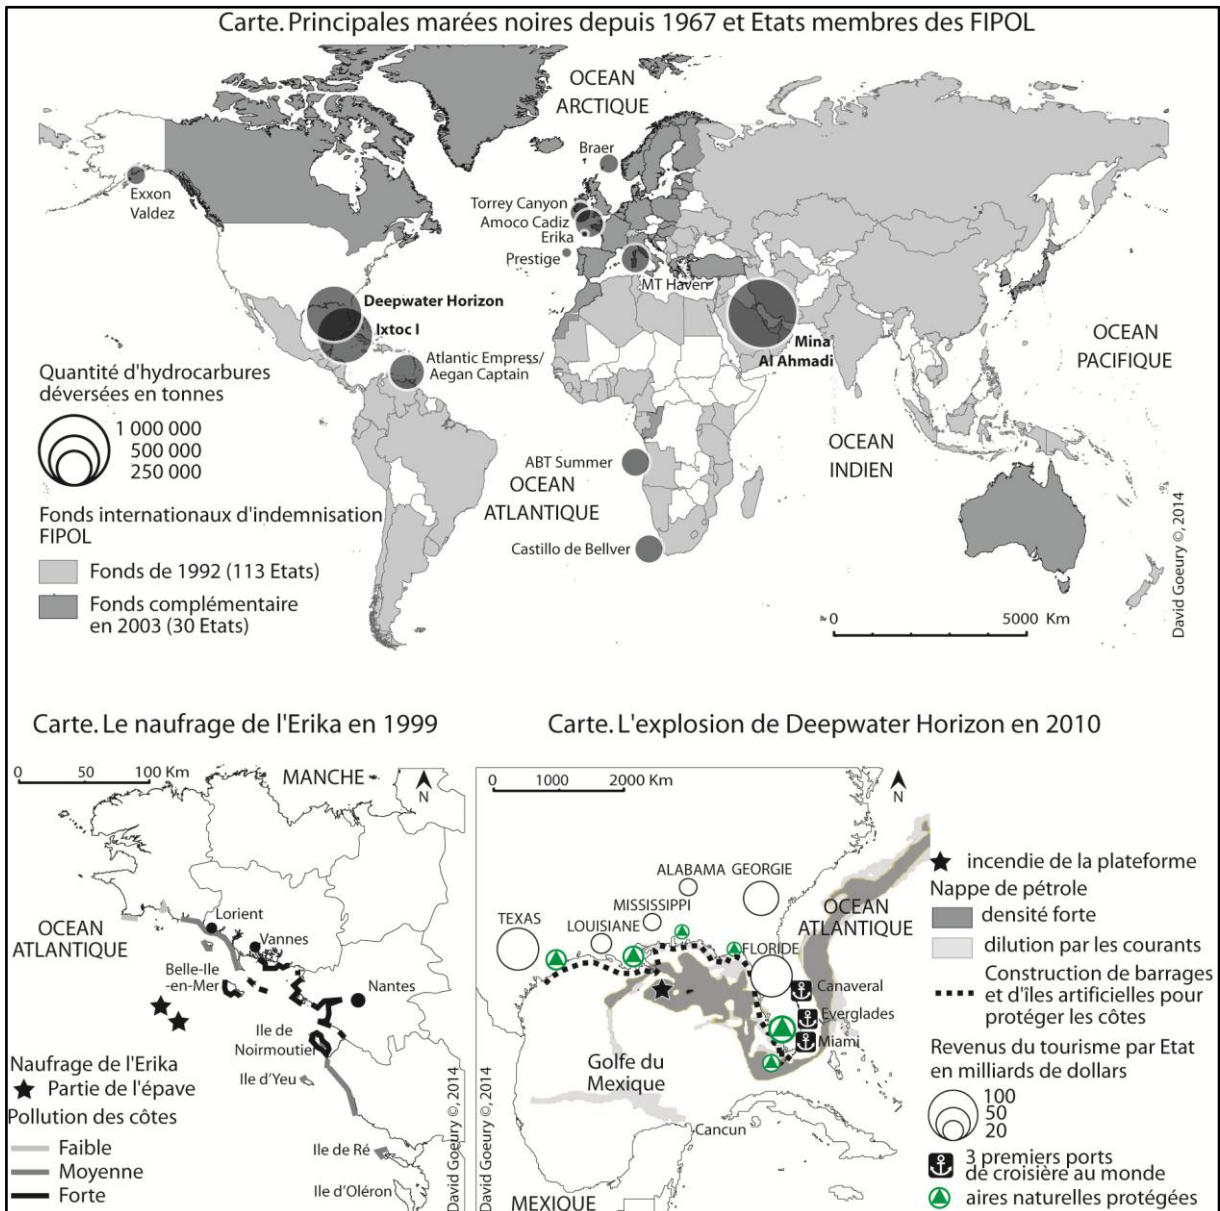 Carte. Principales marées noires depuis 1967 et Etats membres des FIPOL
OCEAN
ARCTIQUE
Braer
Exxon
Valdez
Torrey Canyon
Amoco Cadiz
Erika
Prestige
MT Haven
Deepwater Horizon
Ixtoc I
Mina
Al Ahmadi
OCEAN
PACIFIQUE
Atlantic Empress/
Aegan Captain
Quantité d'hydrocarbures
déversées en tonnes
1 000 000
500 000
250 000
OCEAN
INDIEN
ABT Summer
OCEAN
ATLANTIQUE
Castillo de Bellver
Fonds internationaux d'indemnisation
FIPOL
Fonds de 1992 (113 Etats)
Fonds complémentaire
en 2003 (30 Etats)
0 5000 Km
David Goeury ©, 2014
Carte. Le naufrage de l'Erika en 1999
0 50 100 Km
MANCHE
N
OCEAN
ATLANTIQUE
Lorient
Vannes
Belle-Ile
-en-Mer
Nantes
Ile de
Noirmoutier
Ile d'Yeu
Ile de Ré
Ile d'Oléron
Naufrage de l'Erika
Partie de l'épave
Pollution des côtes
Faible
Moyenne
Forte
David Goeury ©, 2014
Carte. L'explosion de Deepwater Horizon en 2010
0 1000 2000 Km
N
ALABAMA GEORGIE
MISSISSIPPI
TEXAS
LOUISIANE
FLORIDE
OCEAN
ATLANTIQUE
Canaveral
Everglades
Miami
Golfe du
Mexique
Cancun
MEXIQUE
David Goeury ©, 2014
incendie de la plateforme
Nappe de pétrole
densité forte
dilution par les courants
Construction de barrages
et d'îles artificielles pour
protéger les côtes
Revenus du tourisme par Etat
en milliards de dollars
100
50
20
3 premiers ports
de croisière au monde
aires naturelles protégées